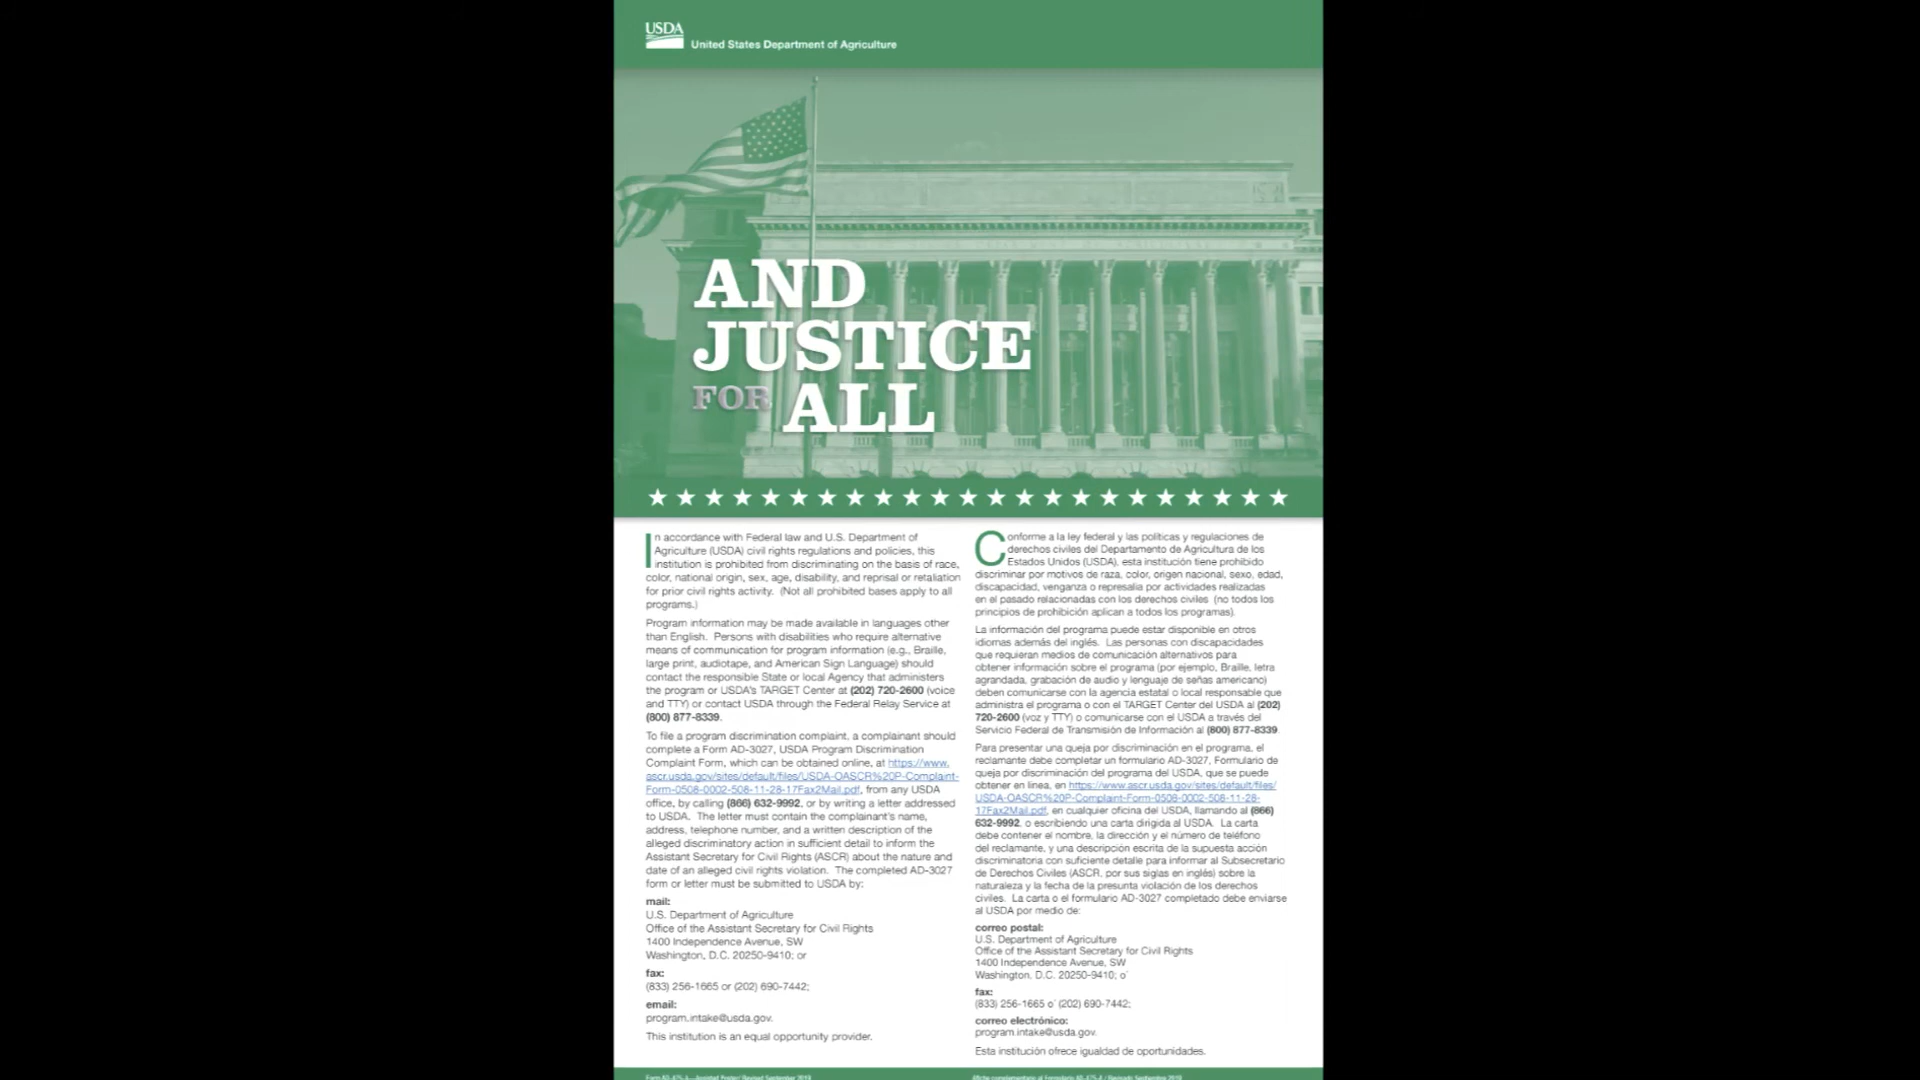 USDA
United States Department of Agriculture
AND
JUSTICE
FOR ALL
In accordance with Federal law and U.S. Department of
Agriculture (USDA) civil rights regulations and policies, this
institution is prohibited from discriminating on the basis of race,
color, national origin, sex, age, disability, and reprisal or retaliation
for prior civil rights activity. (Not all prohibited bases apply to all
programs.)
Program information may be made available in languages other
than English. Persons with disabilities who require alternative
means of communication for program information (e.g., Braille,
large print, audiotape, and American Sign Language) should
contact the responsible State or local Agency that administers
the program or USDA's TARGET Center at (202) 720-2600 (voice
and TTY) or contact USDA through the Federal Relay Service at
(800) 877-8339.
To file a program discrimination complaint, a complainant should
complete a Form AD-3027, USDA Program Discrimination
Complaint Form, which can be obtained online, at https://www.
ascr.usda.gov/sites/default/files/USDA-OASCR%20P-Complaint-
Form-0508-0002-508-11-28-17Fax2Mail.pdf, from any USDA
office, by calling (866) 632-9992, or by writing a letter addressed
to USDA. The letter must contain the complainant's name,
address, telephone number, and a written description of the
alleged discriminatory action in sufficient detail to inform the
Assistant Secretary for Civil Rights (ASCR) about the nature and
date of an alleged civil rights violation. The completed AD-3027
form or letter must be submitted to USDA by:
mail:
U.S. Department of Agriculture
Office of the Assistant Secretary for Civil Rights
1400 Independence Avenue, SW
Washington, D.C. 20250-9410; or
fax:
(833) 256-1665 or (202) 690-7442;
email:
program.intake@usda.gov.
This institution is an equal opportunity provider.
Conforme a la ley federal y las políticas y regulaciones de
derechos civiles del Departamento de Agricultura de los
Estados Unidos (USDA), esta institución tiene prohibido
discriminar por motivos de raza, color, origen nacional, sexo, edad,
discapacidad, venganza o represalia por actividades realizadas
en el pasado relacionadas con los derechos civiles (no todos los
principios de prohibición aplican a todos los programas).
La información del programa puede estar disponible en otros
idiomas además del inglés. Las personas con discapacidades
que requieran medios de comunicación alternativos para
obtener información sobre el programa (por ejemplo, Braille, letra
agrandada, grabación de audio y lenguaje de señas americano)
deben comunicarse con la agencia estatal o local responsable que
administra el programa o con el TARGET Center del USDA al (202)
720-2600 (voz y TTY) o comunicarse con el USDA a través del
Servicio Federal de Transmisión de Información al (800) 877-8339.
Para presentar una queja por discriminación en el programa, el
reclamante debe completar un formulario AD-3027, Formulario de
queja por discriminación del programa del USDA, que se puede
obtener en línea, en https://www.ascr.usda.gov/sites/default/files/
USDA-OASCR%20P-Complaint-Form-0508-0002-508-11-28-
17Fax2Mail.pdf, en cualquier oficina del USDA, llamando al (866)
632-9992, o escribiendo una carta dirigida al USDA. La carta
debe contener el nombre, la dirección y el número de teléfono
del reclamante, y una descripción escrita de la supuesta acción
discriminatoria con suficiente detalle para informar al Subsecretario
de Derechos Civiles (ASCR, por sus siglas en inglés) sobre la
naturaleza y la fecha de la presunta violación de los derechos
civiles. La carta o el formulario AD-3027 completado debe enviarse
al USDA por medio de:
correo postal:
U.S. Department of Agriculture
Office of the Assistant Secretary for Civil Rights
1400 Independence Avenue, SW
Washington, D.C. 20250-9410; o'
fax:
(833) 256-1665 o' (202) 690-7442;
correo electrónico:
program.intake@usda.gov.
Esta institución ofrece igualdad de oportunidades.